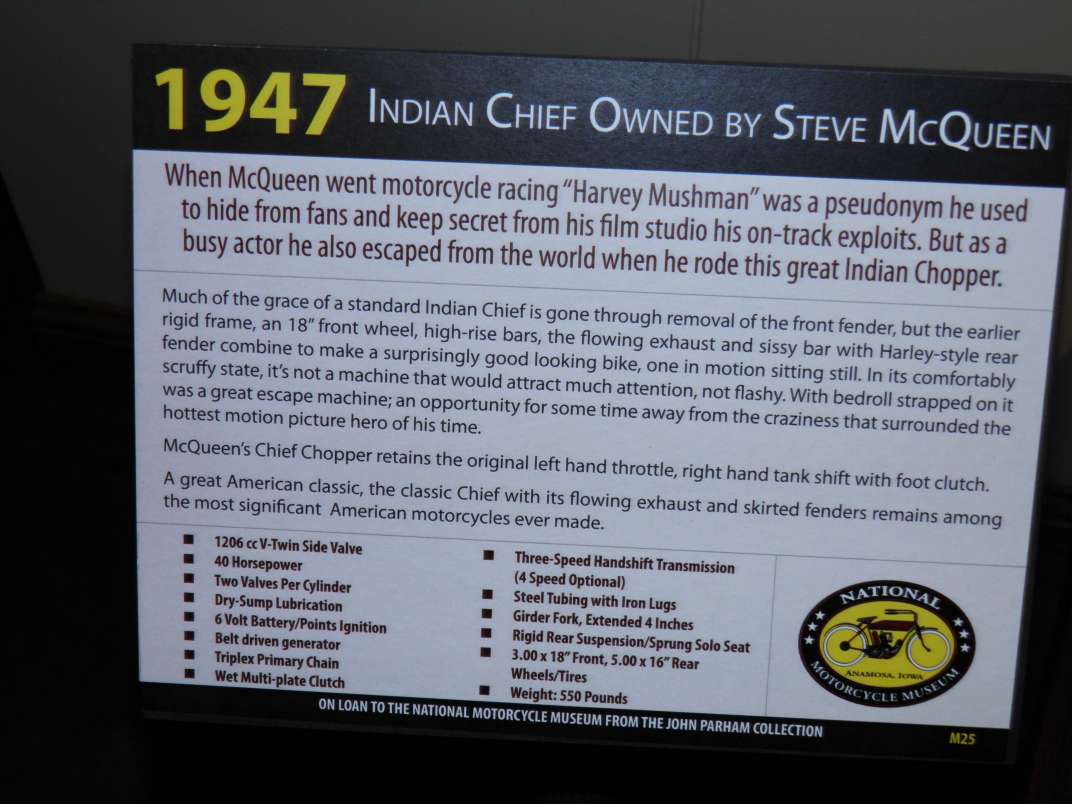 1947 INDIAN CHIEF OWNED BY STEVE MCQUEEN
When McQueen went motorcycle racing “Harvey Mushman” was a pseudonym he used
to hide from fans and keep secret from his film studio his on-track exploits. But as a
busy actor he also escaped from the world when he rode this great Indian Chopper.
Much of the grace of a standard Indian Chief is gone through removal of the front fender, but the earlier
rigid frame, an 18” front wheel, high-rise bars, the flowing exhaust and sissy bar with Harley-style rear
fender combine to make a surprisingly good looking bike, one in motion sitting still. In its comfortably
scruffy state, it’s not a machine that would attract much attention, not flashy. With bedroll strapped on it
was a great escape machine; an opportunity for some time away from the craziness that surrounded the
hottest motion picture hero of his time.
McQueen’s Chief Chopper retains the original left hand throttle, right hand tank shift with foot clutch.
A great American classic, the classic Chief with its flowing exhaust and skirted fenders remains among
the most significant American motorcycles ever made.
■ 1206 cc V-Twin Side Valve
■ 40 Horsepower
■ Two Valves Per Cylinder
■ Dry-Sump Lubrication
■ 6 Volt Battery/Points Ignition
■ Belt driven generator
■ Triplex Primary Chain
■ Wet Multi-plate Clutch
■ Three-Speed Handshift Transmission
(4 Speed Optional)
■ Steel Tubing with Iron Lugs
■ Girder Fork, Extended 4 Inches
■ Rigid Rear Suspension/Sprung Solo Seat
■ 3.00 x 18” Front, 5.00 x 16” Rear
Wheels/Tires
■ Weight: 550 Pounds
NATIONAL
ANAMOSA, IOWA
MOTORCYCLE MUSEUM
ON LOAN TO THE NATIONAL MOTORCYCLE MUSEUM FROM THE JOHN PARHAM COLLECTION
M25